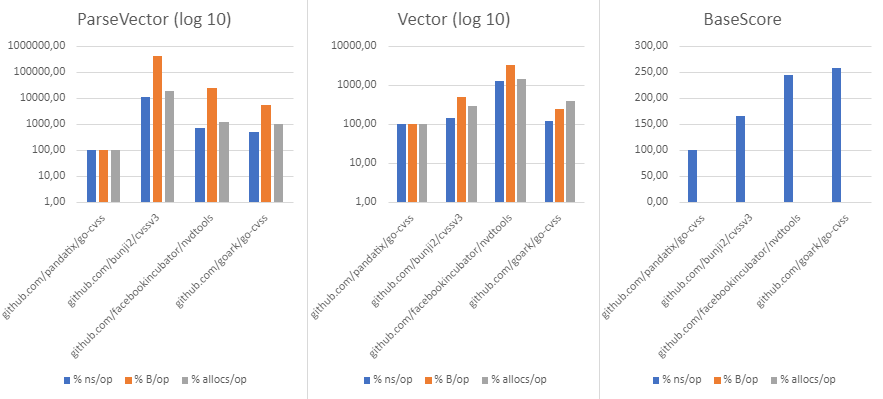 ParseVector (log 10)
1000000,00
100000,00
10000,00
1000,00
100,00
10,00
1,00
github.com/pandatix/go-cvss
github.com/bunji2/cvssv3
github.com/facebookincubator/nvdtools
github.com/goark/go-cvss
% ns/op % B/op % allocs/op
Vector (log 10)
10000,00
1000,00
100,00
10,00
1,00
github.com/pandatix/go-cvss
github.com/bunji2/cvssv3
github.com/facebookincubator/nvdtools
github.com/goark/go-cvss
% ns/op % B/op % allocs/op
BaseScore
300,00
250,00
200,00
150,00
100,00
50,00
0,00
github.com/pandatix/go-cvss
github.com/bunji2/cvssv3
github.com/facebookincubator/nvdtools
github.com/goark/go-cvss
% ns/op % B/op % allocs/op